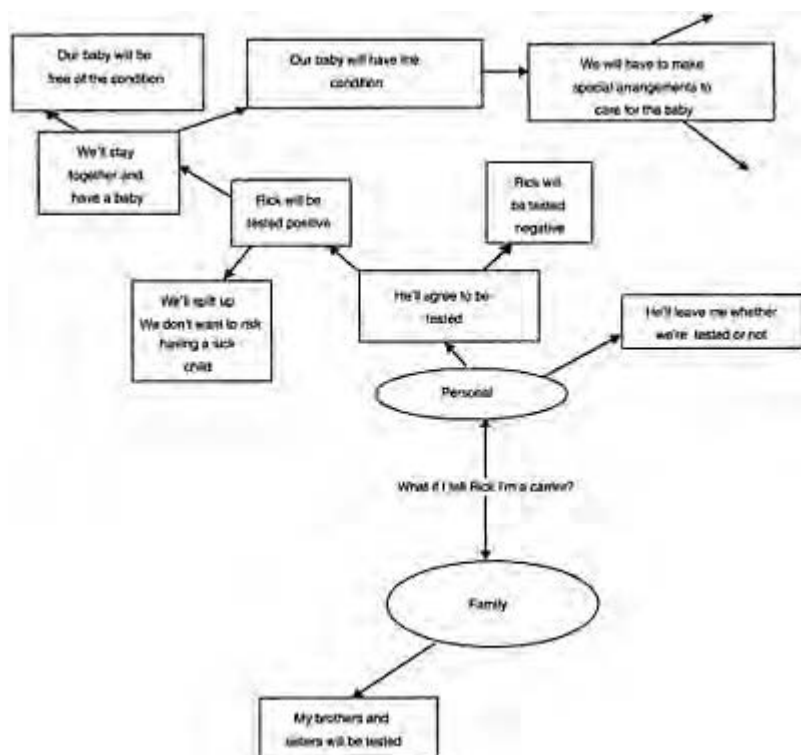 Our baby will be
free of the condition
Our baby will have the
condition
We will have to make
special arrangements to
care for the baby
We'll stay
together and
have a baby
Rick will be
tested positive
Rick will
be tested
negative
We'll split up
We don't want to risk
having a sick
child
He'll agree to be
tested
He'll leave me whether
we're tested or not
Personal
What if I tell Rick I'm a carrier?
Family
My brothers and
sisters will be tested